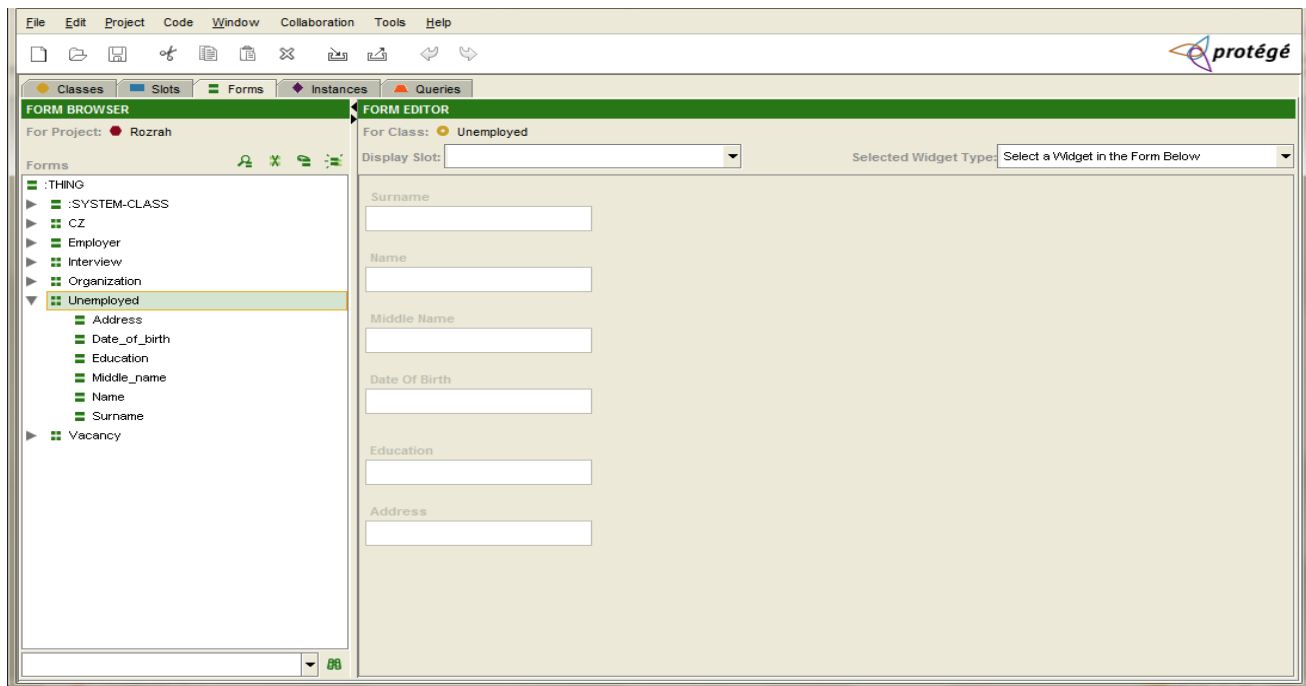 File Edit Project Code Window Collaboration Tools Help
protégé
Classes Slots Forms Instances Queries
FORM BROWSER
For Project: Rozrah
Forms
:THING
:SYSTEM-CLASS
CZ
Employer
Interview
Organization
Unemployed
Address
Date_of_birth
Education
Middle_name
Name
Surname
Vacancy
FORM EDITOR
For Class: Unemployed
Display Slot: Selected Widget Type: Select a Widget in the Form Below
Surname
Name
Middle Name
Date Of Birth
Education
Address